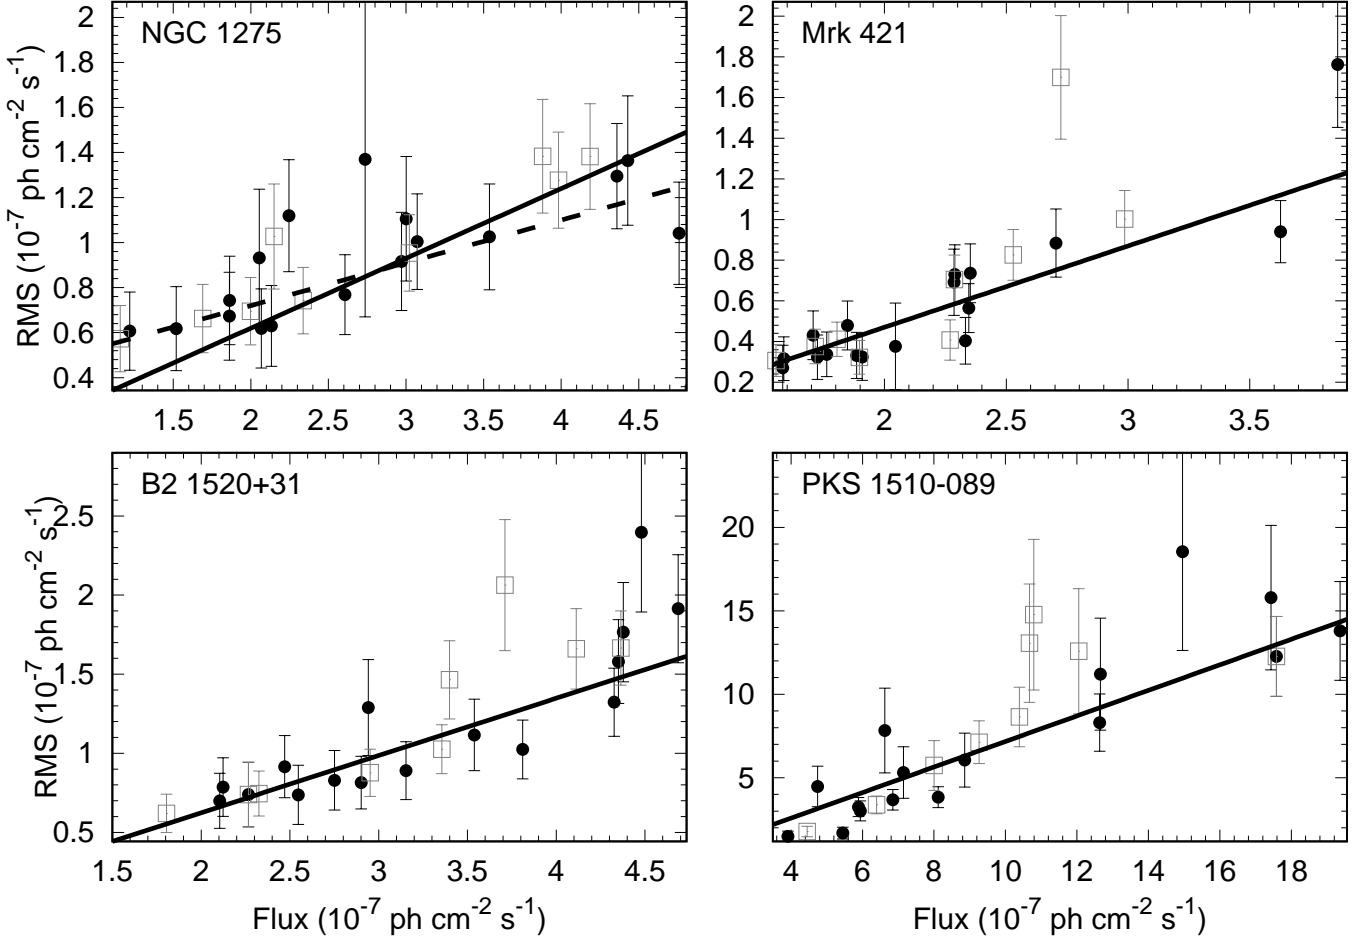 NGC 1275
RMS (10⁻⁷ ph cm⁻² s⁻¹)
2
1.8
1.6
1.4
1.2
1
0.8
0.6
0.4
1.5 2 2.5 3 3.5 4 4.5
Mrk 421
2
1.8
1.6
1.4
1.2
1
0.8
0.6
0.4
0.2
2 2.5 3 3.5
B2 1520+31
RMS (10⁻⁷ ph cm⁻² s⁻¹)
2.5
2
1.5
1
0.5
1.5 2 2.5 3 3.5 4 4.5
Flux (10⁻⁷ ph cm⁻² s⁻¹)
PKS 1510-089
20
15
10
5
4 6 8 10 12 14 16 18
Flux (10⁻⁷ ph cm⁻² s⁻¹)